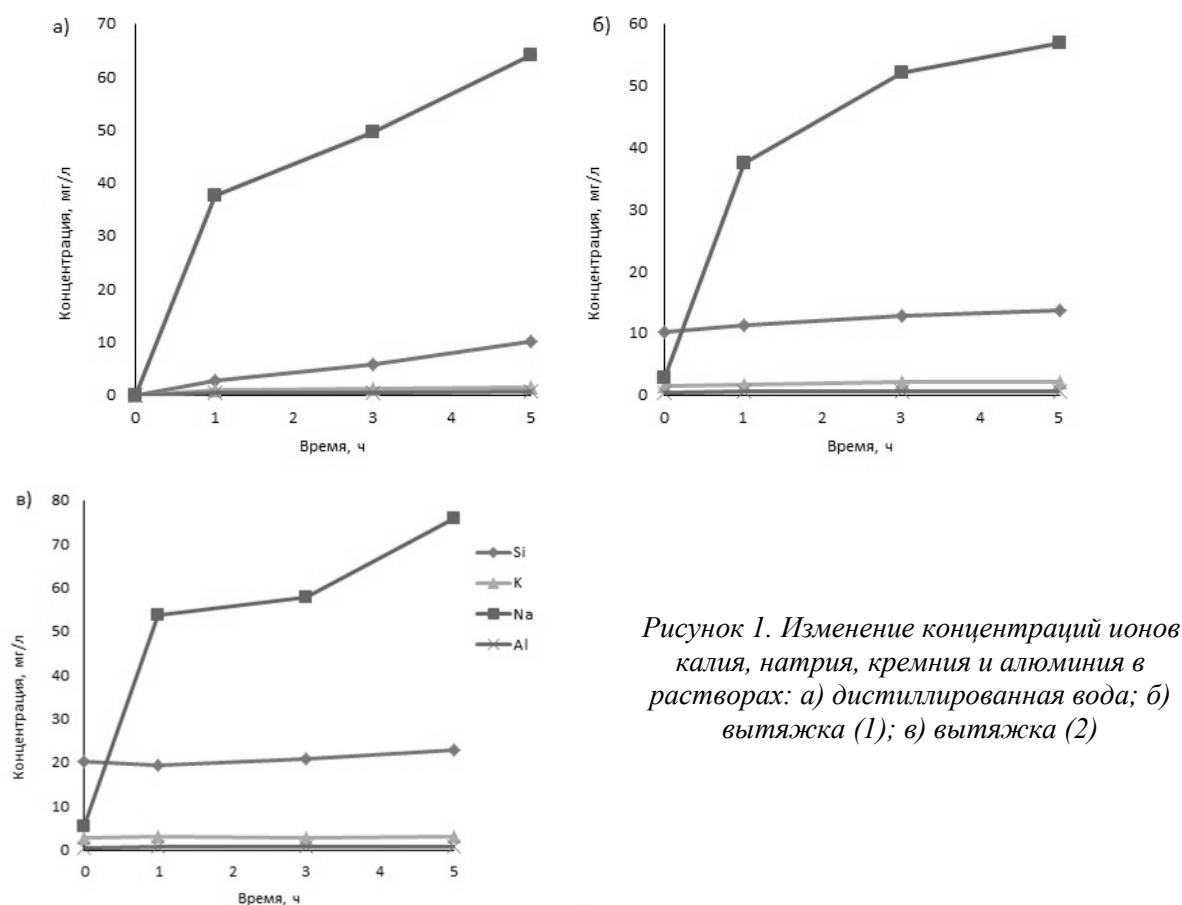 а)
70
60
50
40
30
20
10
0
Концентрация, мг/л
0 1 2 3 4 5
Время, ч
б)
60
50
40
30
20
10
0
Концентрация, мг/л
0 1 2 3 4 5
Время, ч
в)
80
70
60
50
40
30
20
10
0
Концентрация, мг/л
0 1 2 3 4 5
Время, ч
Si
K
Na
Al
Рисунок 1. Изменение концентраций ионов
калия, натрия, кремния и алюминия в
растворах: а) дистиллированная вода; б)
вытяжка (1); в) вытяжка (2)